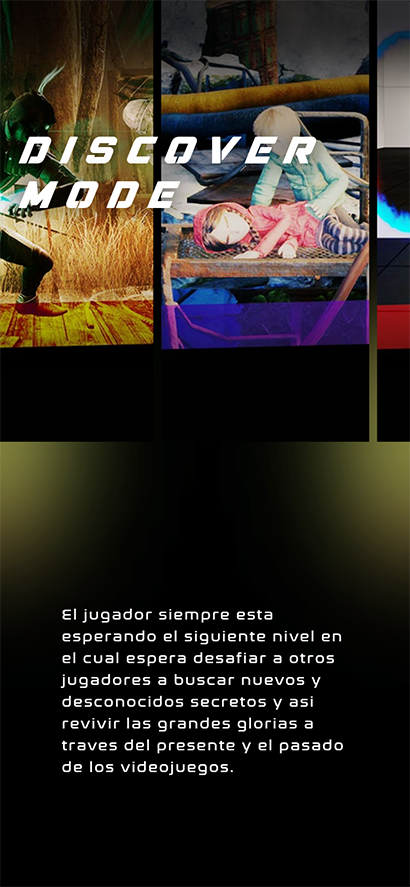 DISCOVER
MODE
El jugador siempre esta
esperando el siguiente nivel en
el cual espera desafiar a otros
jugadores a buscar nuevos y
desconocidos secretos y asi
revivir las grandes glorias a
traves del presente y el pasado
de los videojuegos.